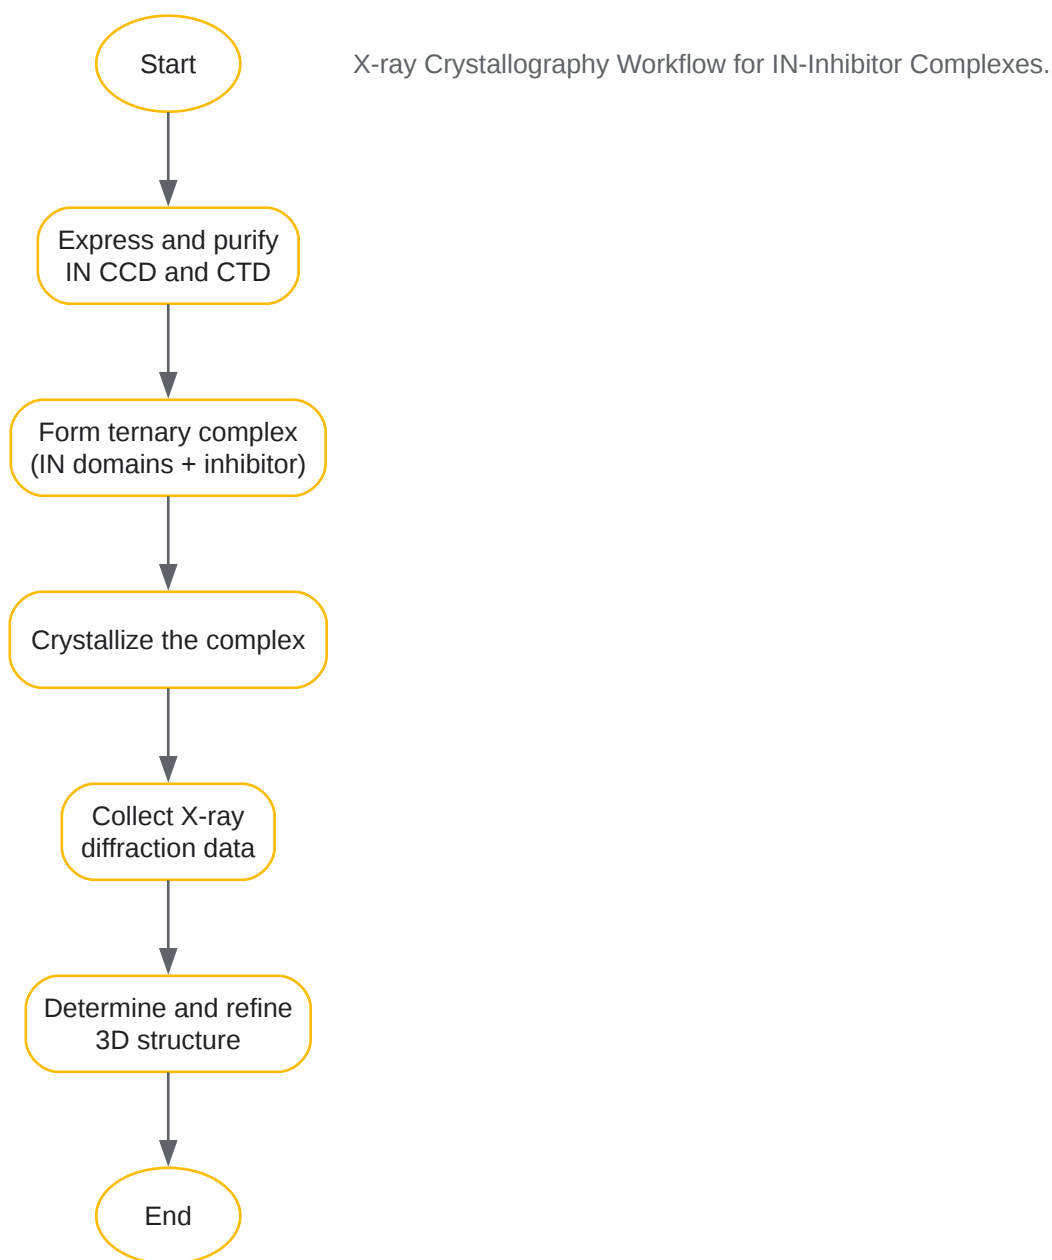 Start
X-ray Crystallography Workflow for IN-Inhibitor Complexes.
Express and purify
IN CCD and CTD
Form ternary complex
(IN domains + inhibitor)
Crystallize the complex
Collect X-ray
diffraction data
Determine and refine
3D structure
End